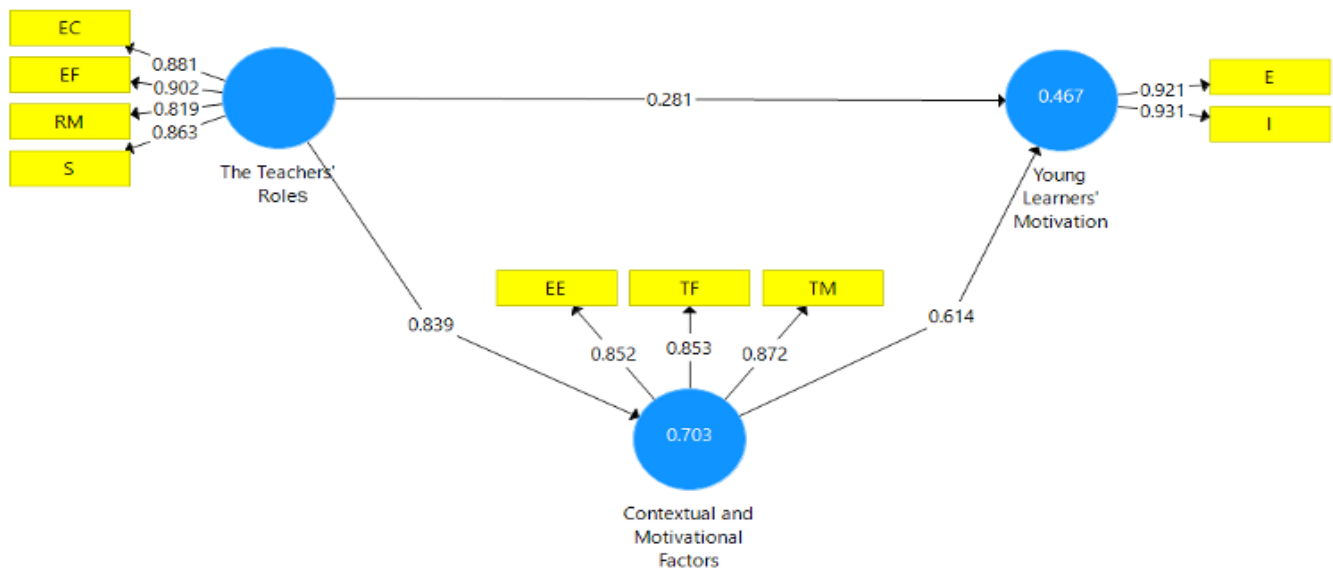 EC
EF
RM
S
0.881
0.902
0.819
0.863
The Teachers'
Roles
0.281
0.467
Young
Learners'
Motivation
0.921
0.931
E
I
0.839
EE
TF
TM
0.852
0.853
0.872
0.614
0.703
Contextual and
Motivational
Factors